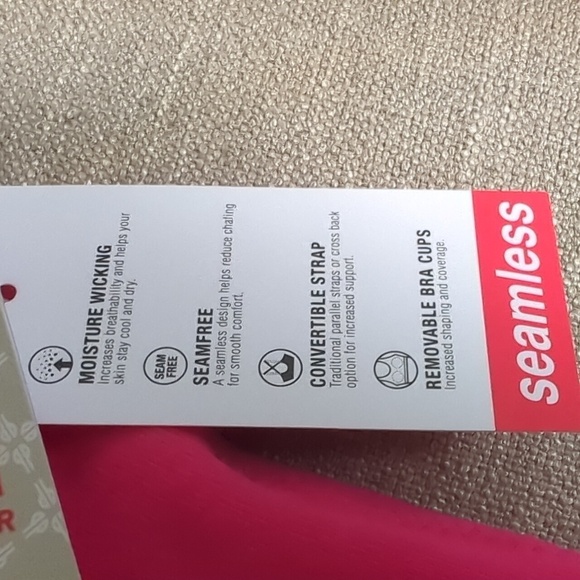 MOISTURE WICKING
Increases breathability and helps your
skin stay cool and dry.
SEAM
FREE
SEAMFREE
A seamless design helps reduce chafing
for smooth comfort.
CONVERTIBLE STRAP
Traditional parallel straps or cross back
option for increased support.
REMOVABLE BRA CUPS
Increased shaping and coverage.
seamless
R